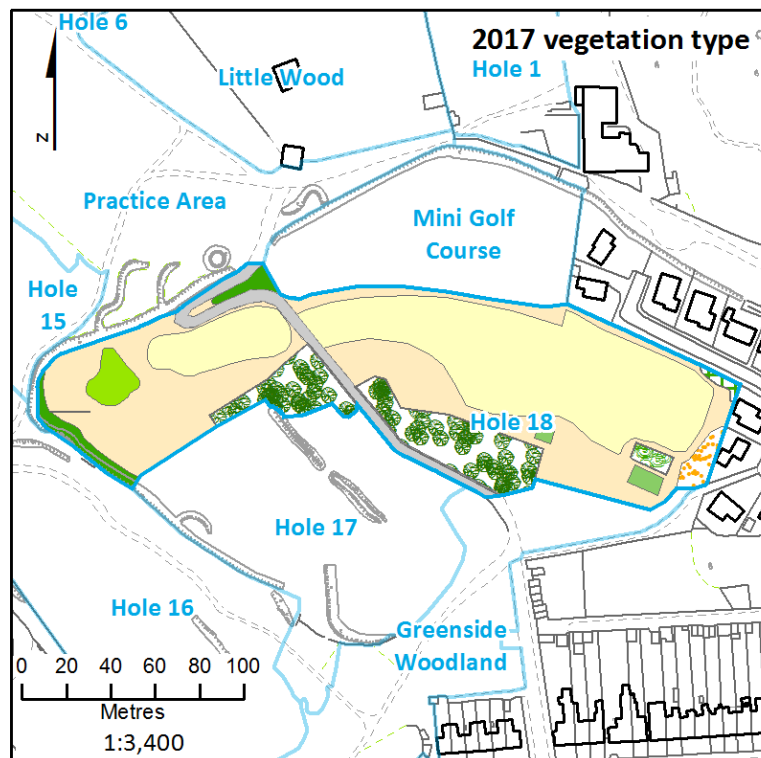 Hole 6
2017 vegetation type
Hole 1
Little Wood
N
Practice Area
Mini Golf
Course
Hole
15
Hole 18
Hole 17
Hole 16
Greenside
Woodland
0 20 40 60 80 100
Metres
1:3,400